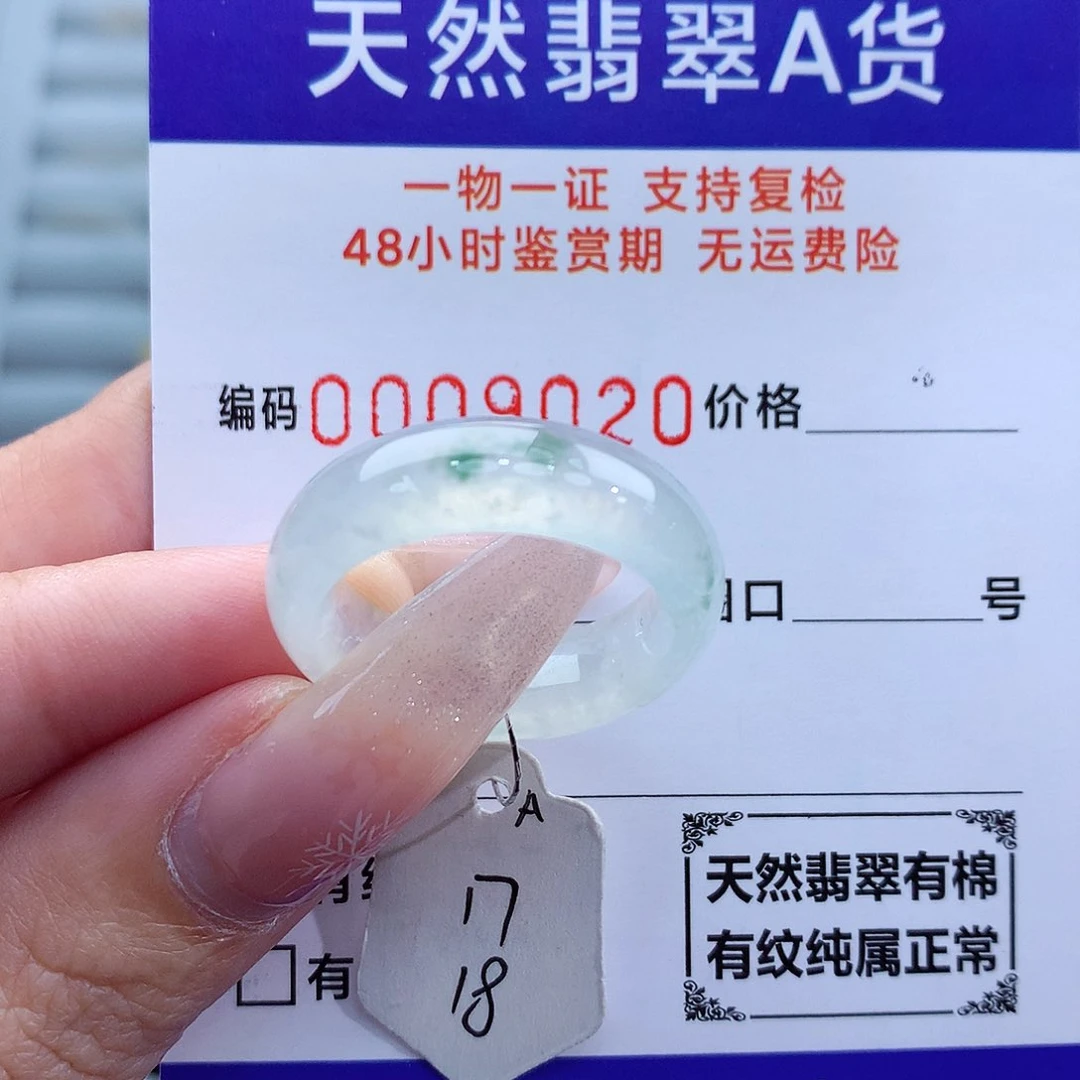 天然翡翠A货
一物一证 支持复检
48小时鉴赏期 无运费险
编码0009020价格
口
号
A
17
18
有
天然翡翠有棉
有纹纯属正常